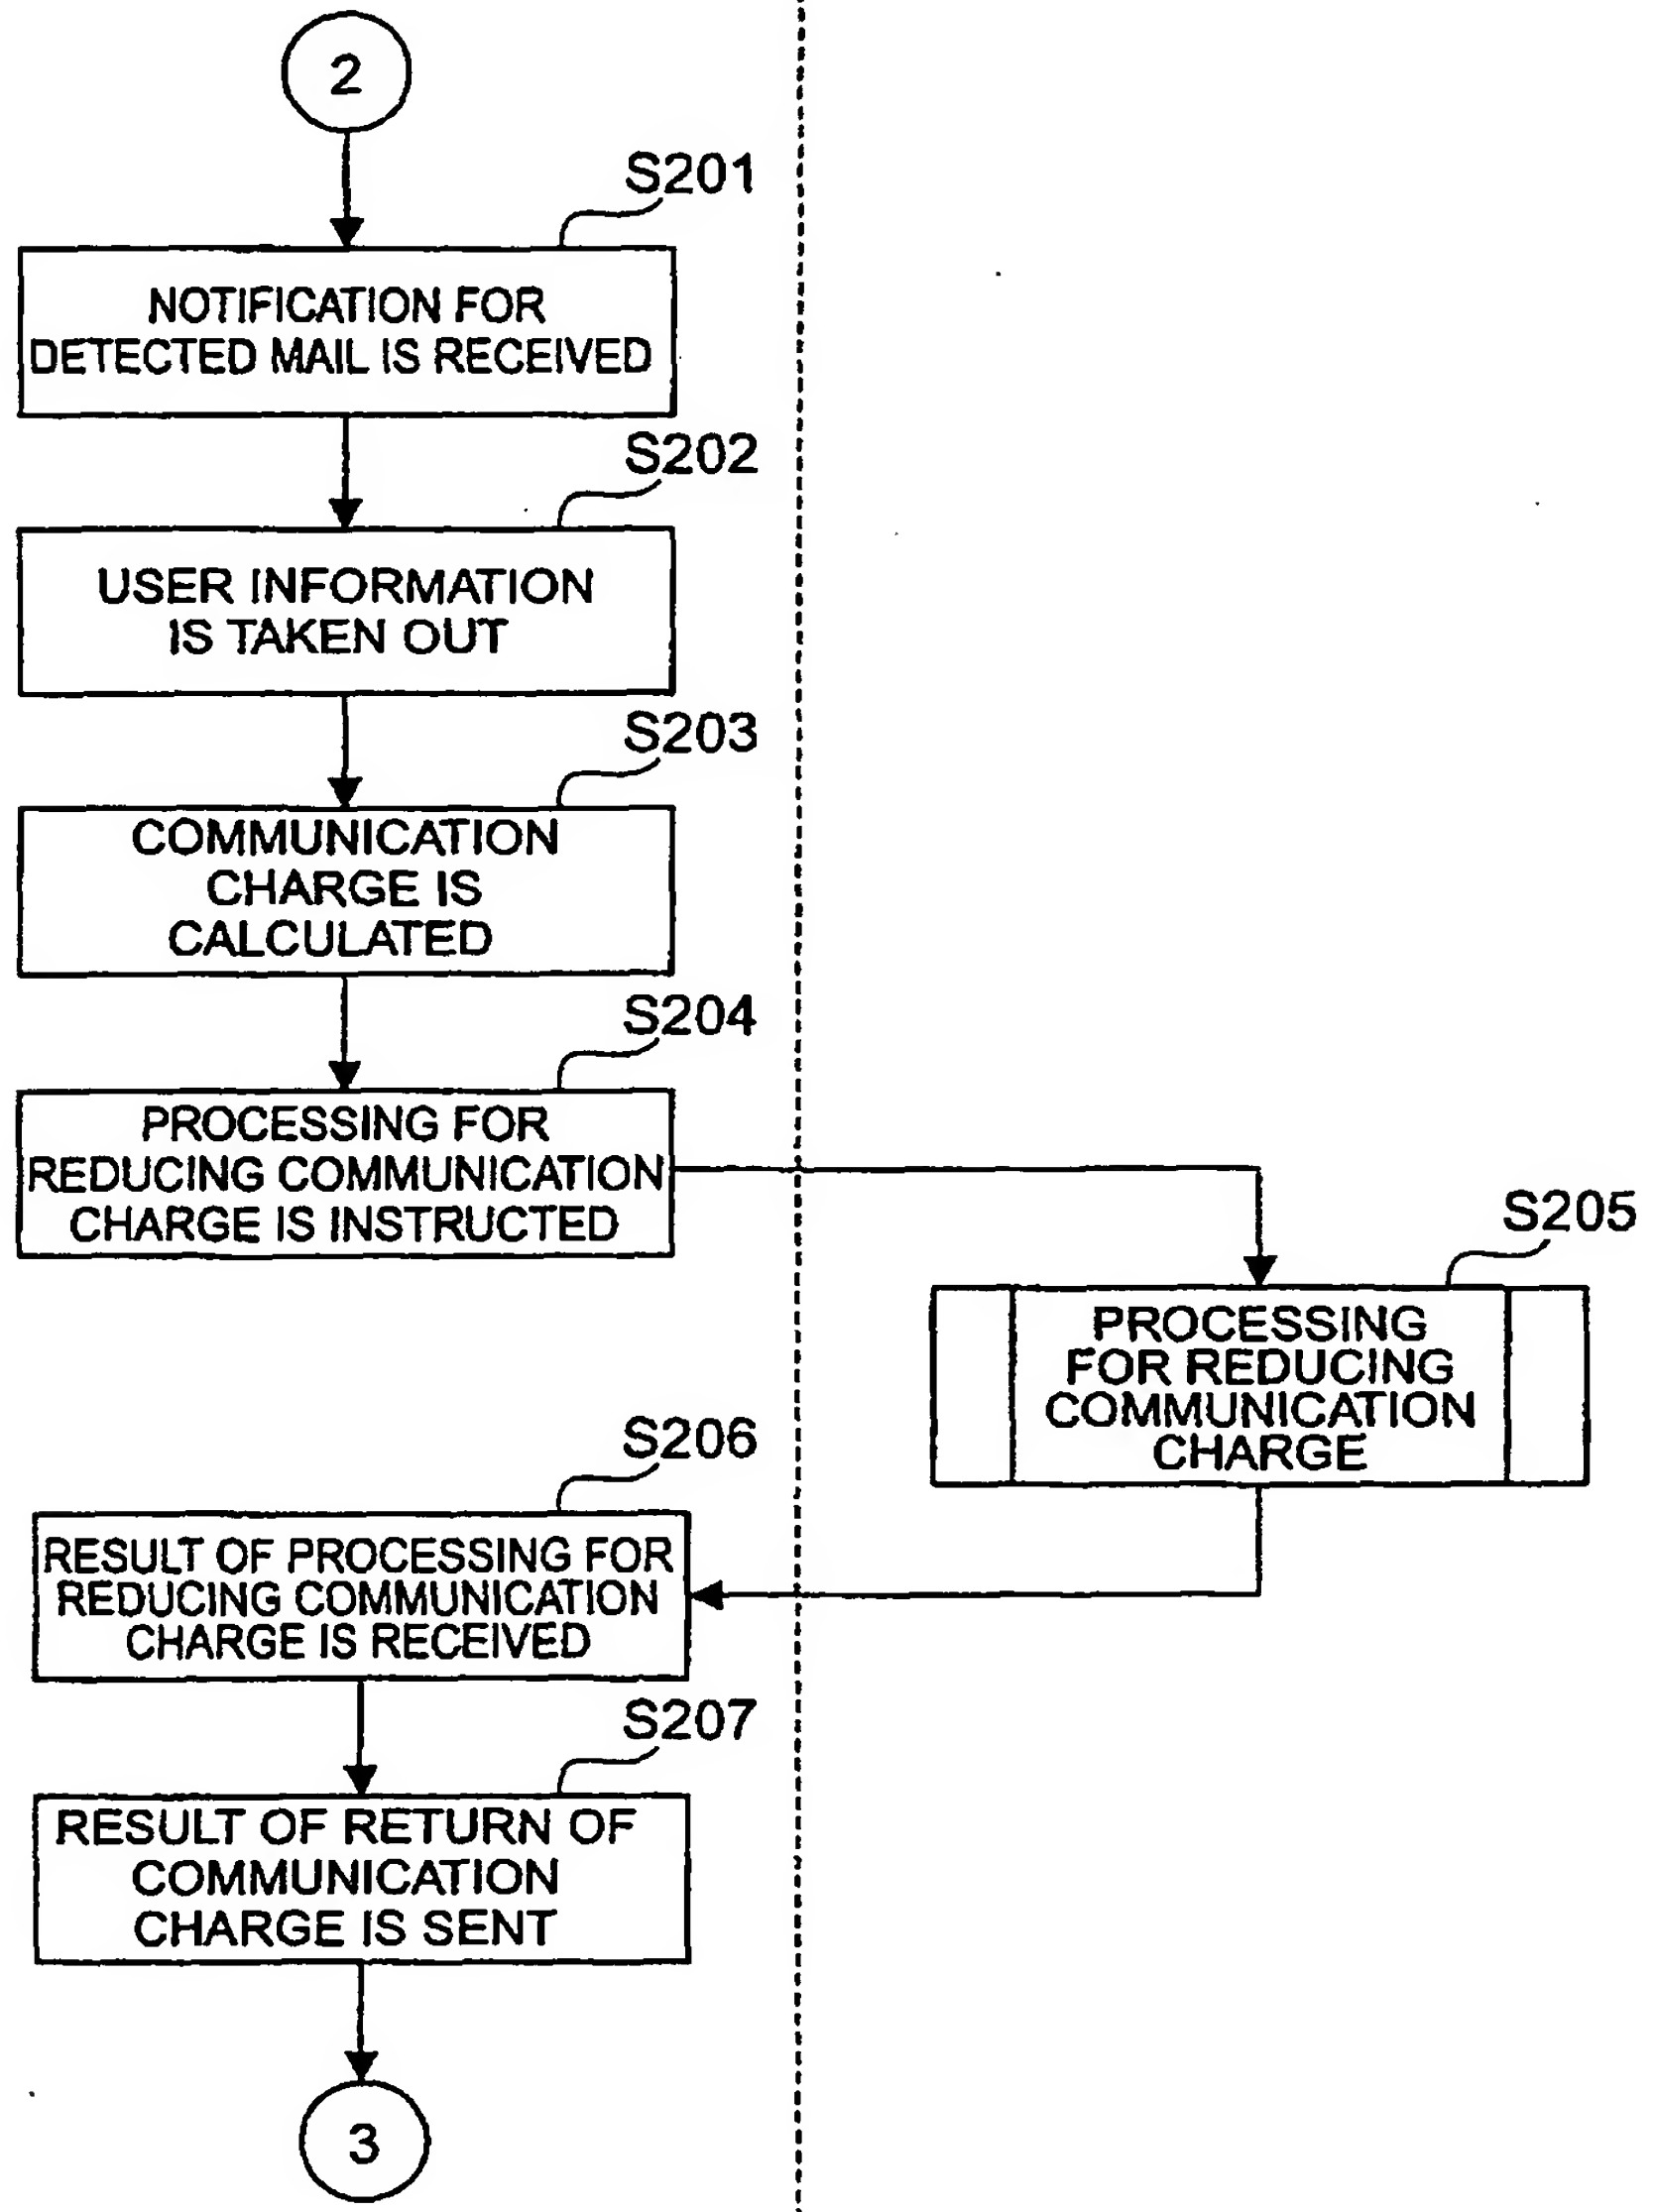 2
S201
NOTIFICATION FOR
DETECTED MAIL IS RECEIVED
S202
USER INFORMATION
IS TAKEN OUT
S203
COMMUNICATION
CHARGE IS
CALCULATED
S204
PROCESSING FOR
REDUCING COMMUNICATION
CHARGE IS INSTRUCTED
S205
PROCESSING
FOR REDUCING
COMMUNICATION
CHARGE
S206
RESULT OF PROCESSING FOR
REDUCING COMMUNICATION
CHARGE IS RECEIVED
S207
RESULT OF RETURN OF
COMMUNICATION
CHARGE IS SENT
3